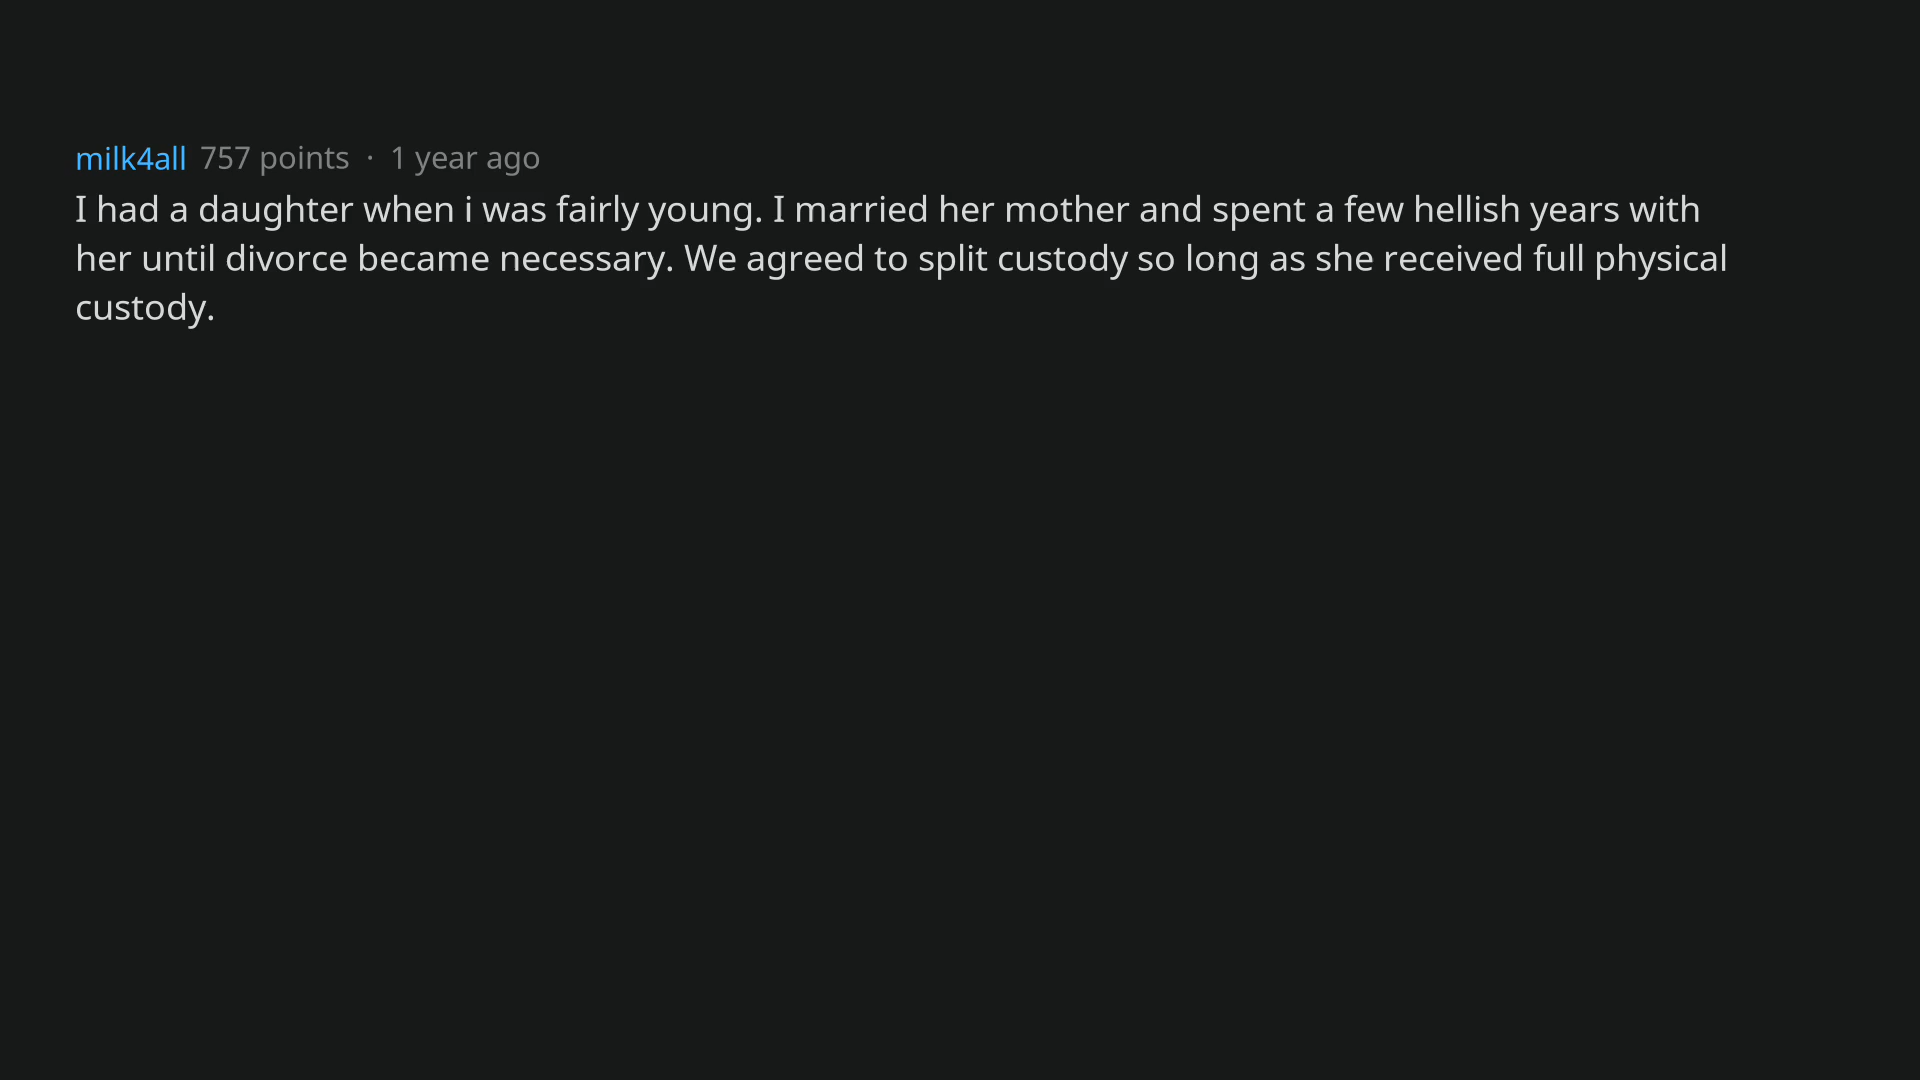 milk4all 757 points · 1 year ago
I had a daughter when i was fairly young. I married her mother and spent a few hellish years with
her until divorce became necessary. We agreed to split custody so long as she received full physical
custody.